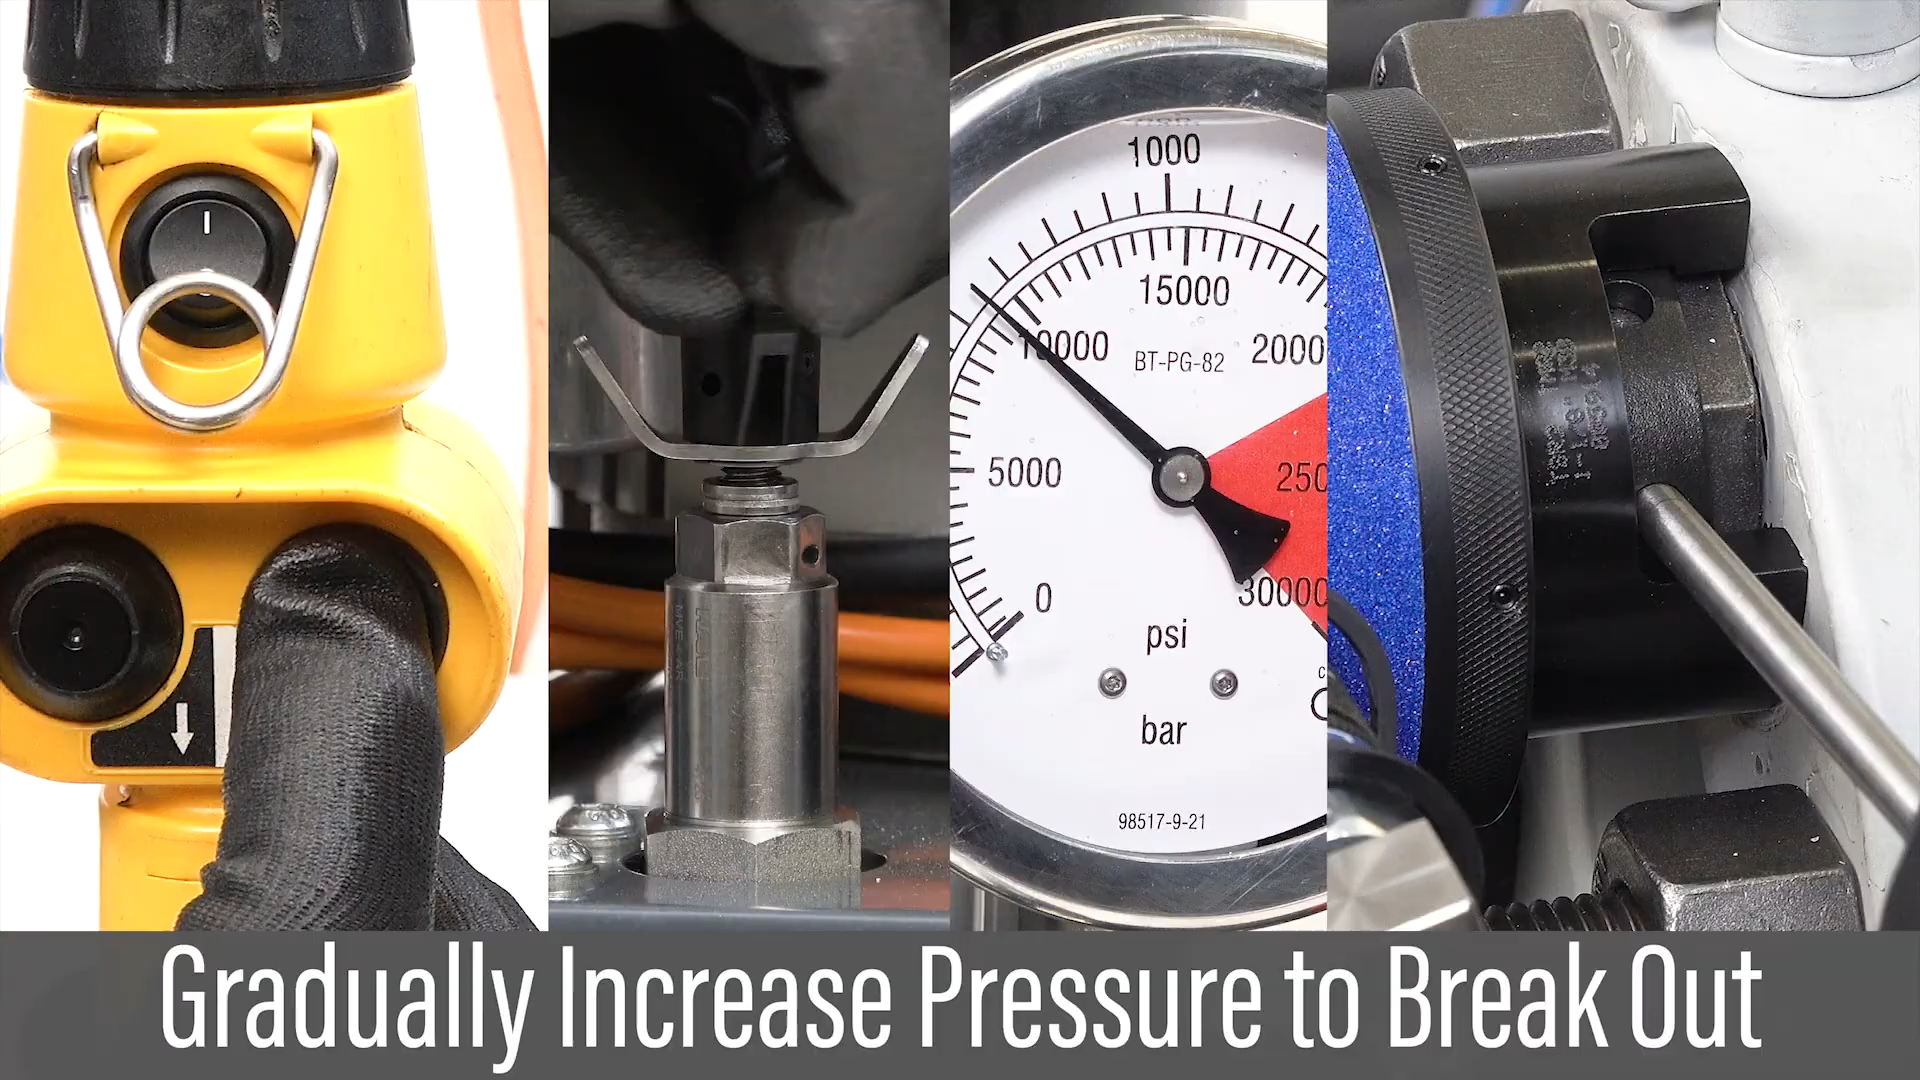 1000
15000
10000
BT-PG-82
2000
5000
250
0
30000
psi
bar
98517-9-21
Gradually Increase Pressure to Break Out